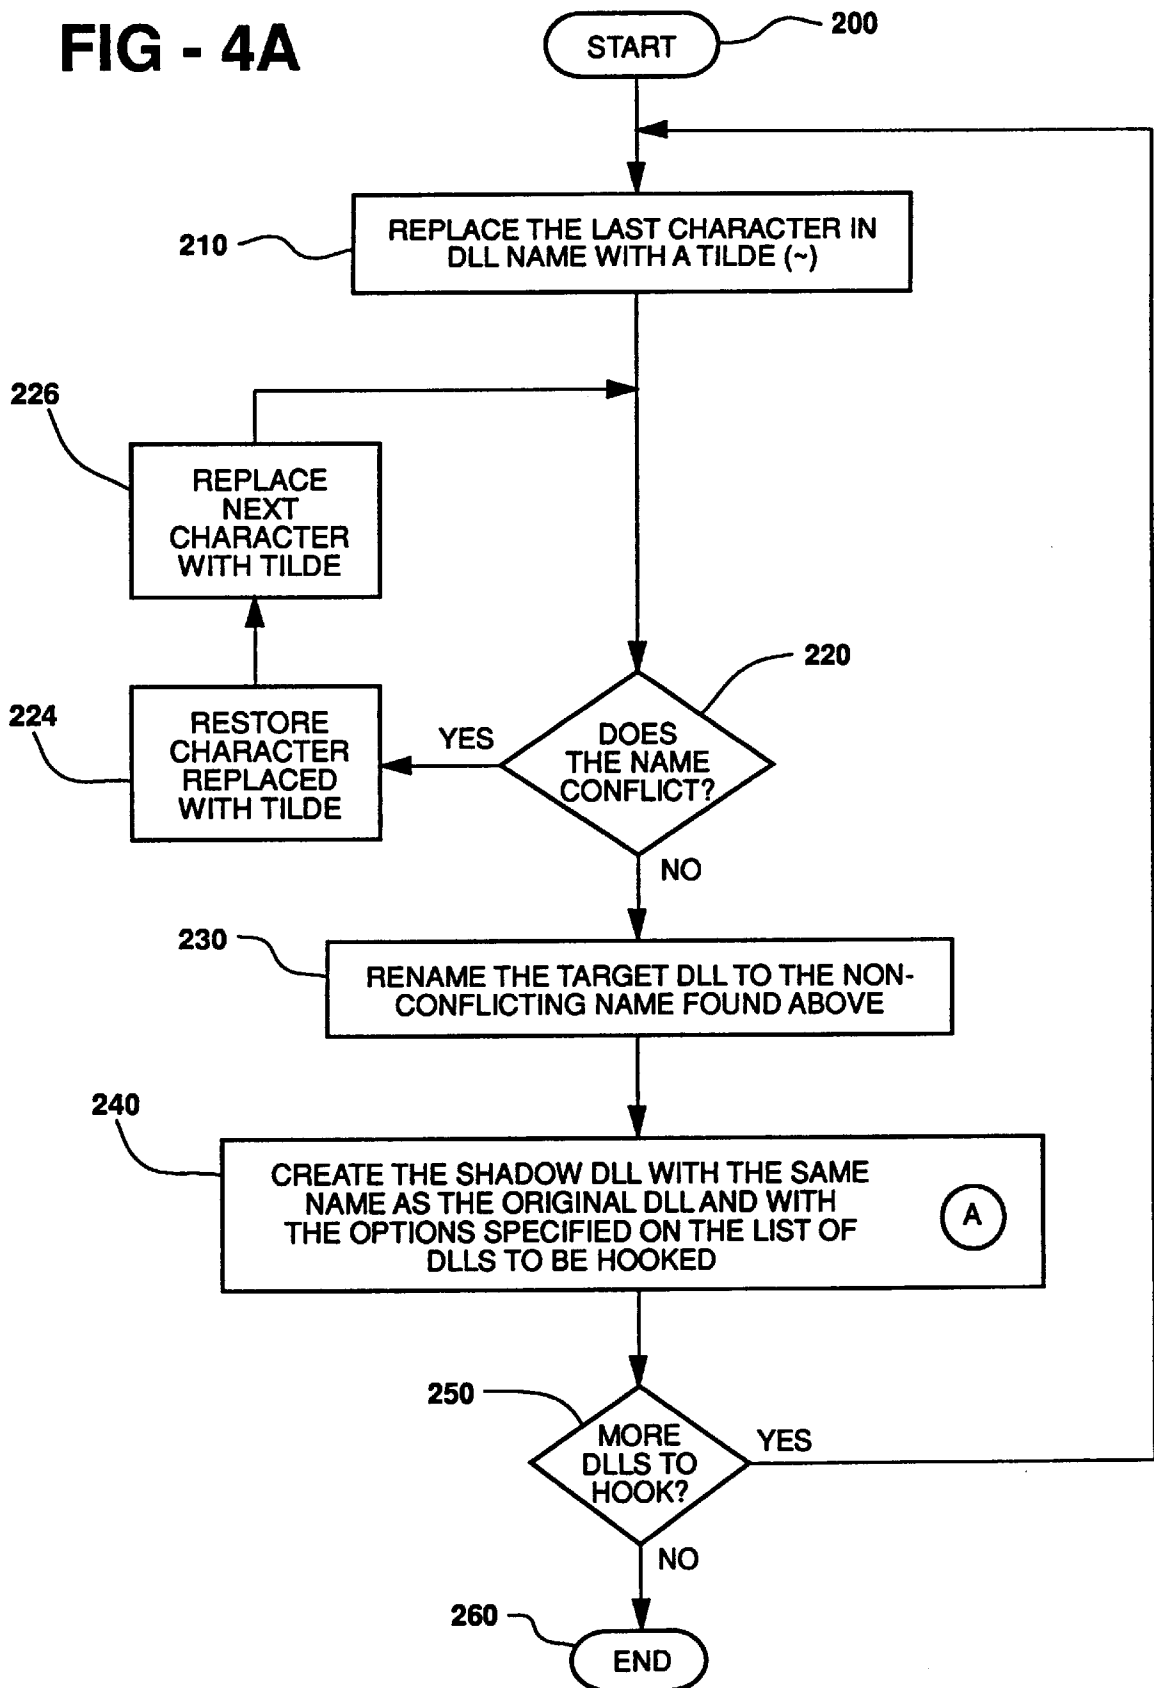 FIG - 4A
START
200
210
REPLACE THE LAST CHARACTER IN
DLL NAME WITH A TILDE (~)
226
REPLACE
NEXT
CHARACTER
WITH TILDE
220
224
RESTORE
CHARACTER
REPLACED
WITH TILDE
YES
DOES
THE NAME
CONFLICT?
NO
230
RENAME THE TARGET DLL TO THE NON-
CONFLICTING NAME FOUND ABOVE
240
CREATE THE SHADOW DLL WITH THE SAME
NAME AS THE ORIGINAL DLL AND WITH
THE OPTIONS SPECIFIED ON THE LIST OF
DLLS TO BE HOOKED
A
250
MORE
DLLS TO
HOOK?
YES
NO
260
END